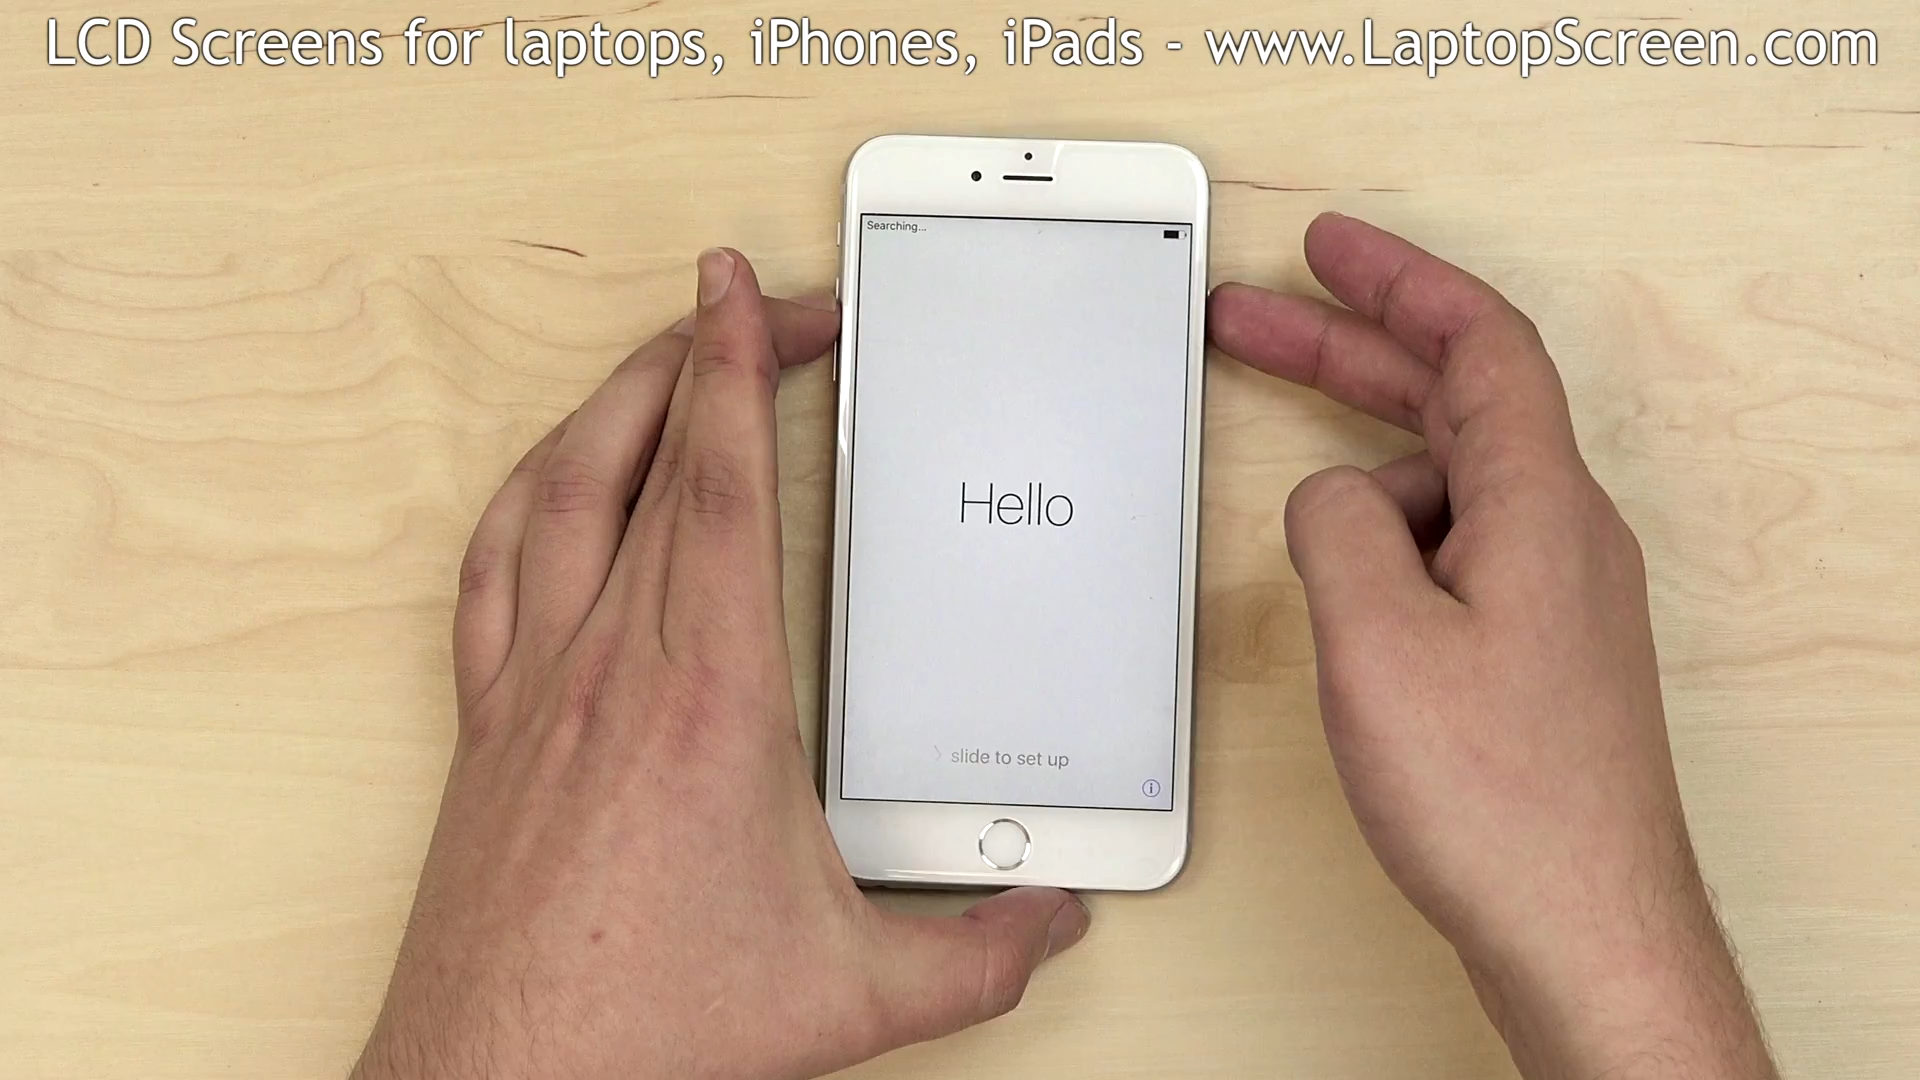 LCD Screens for laptops, iPhones, iPads - www.LaptopScreen.com
Searching...
Hello
> slide to set up
i